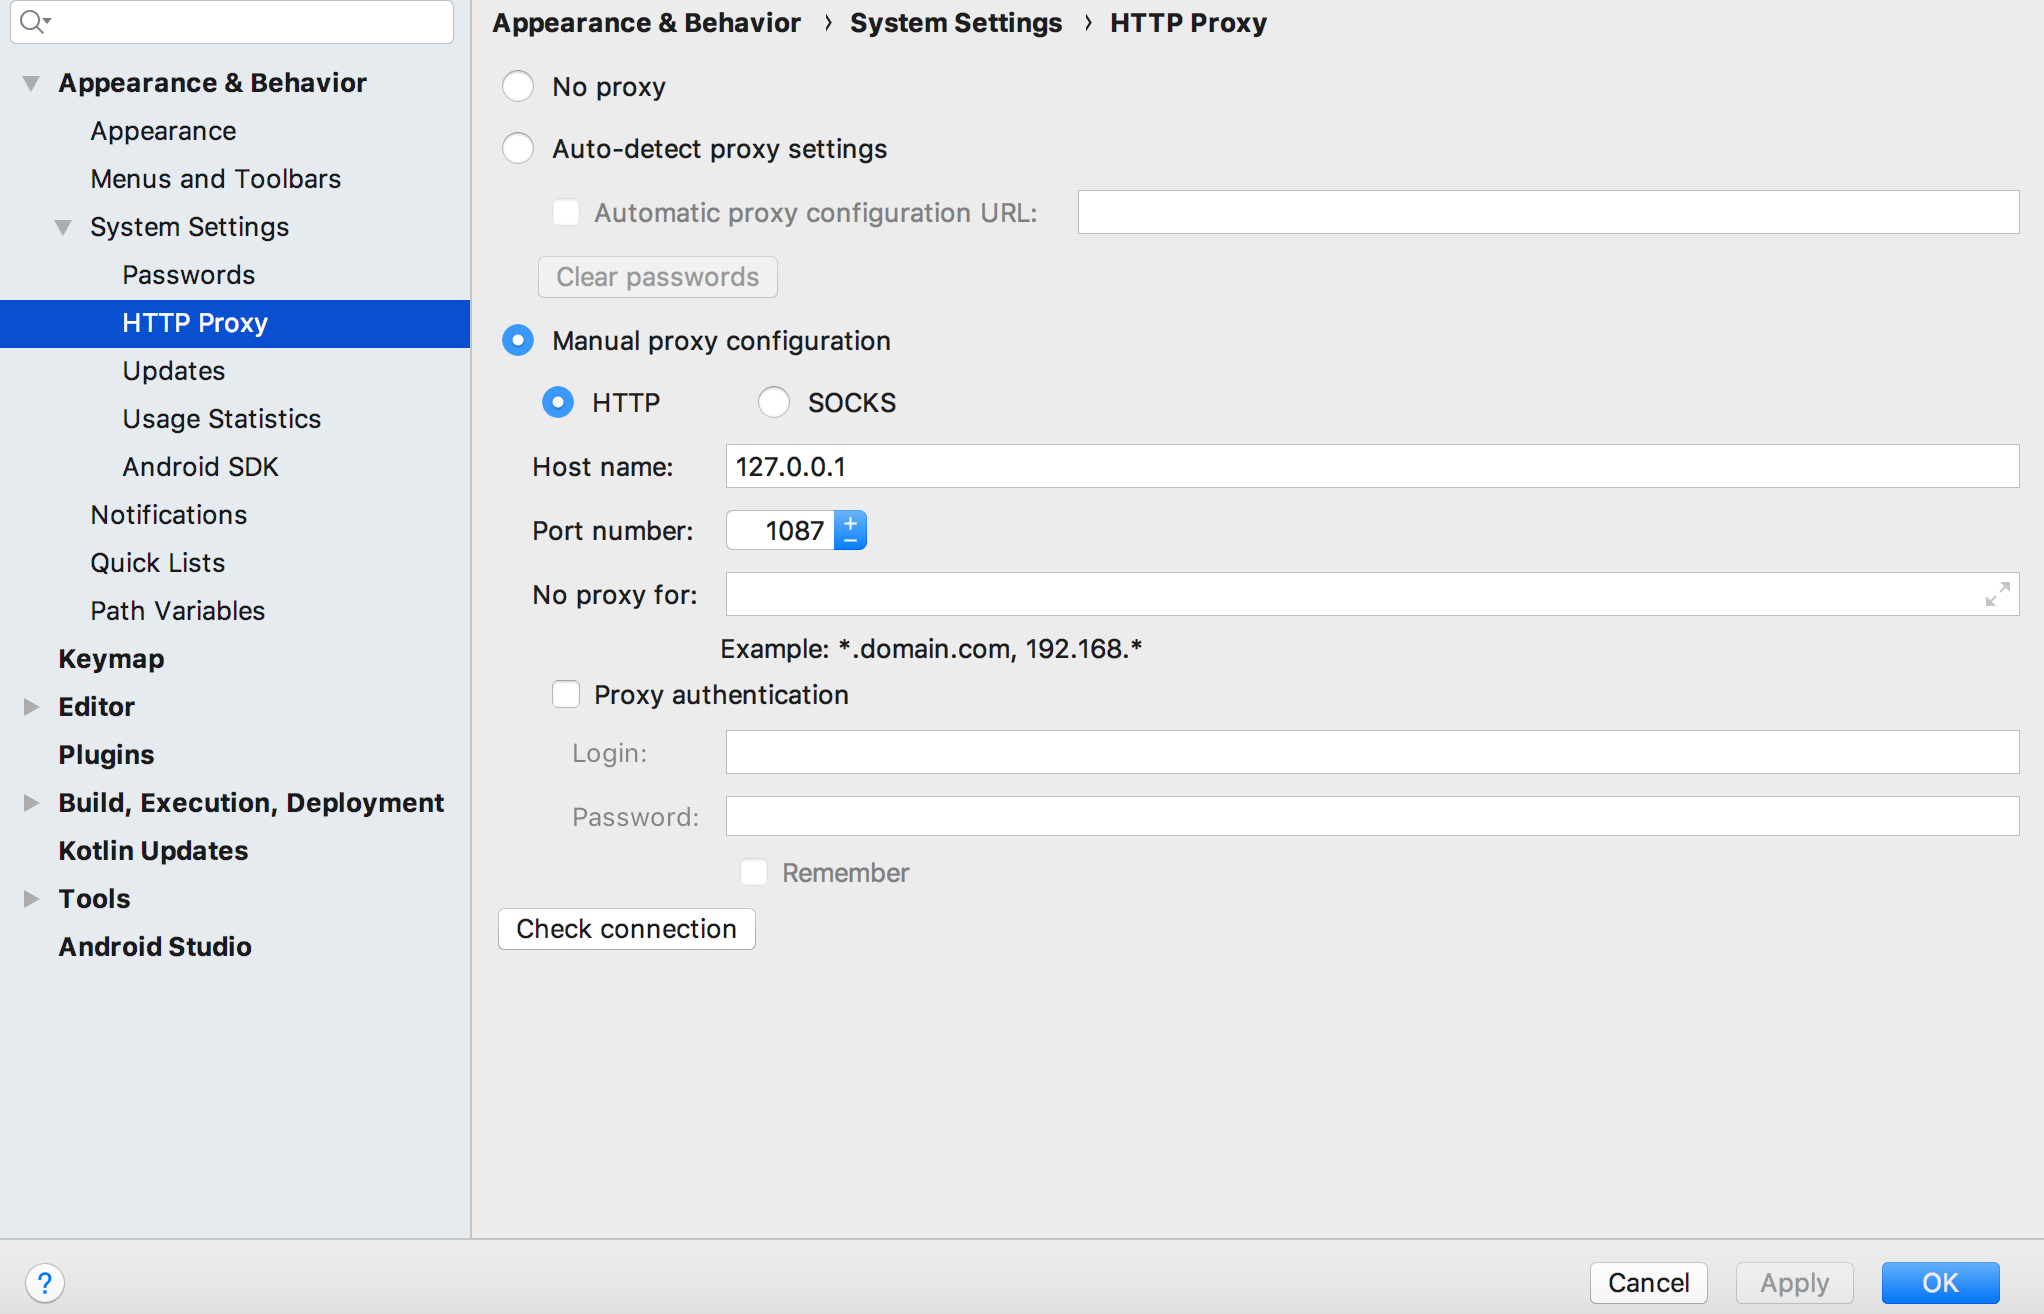 Appearance & Behavior
Appearance
Menus and Toolbars
System Settings
Passwords
HTTP Proxy
Updates
Usage Statistics
Android SDK
Notifications
Quick Lists
Path Variables
Keymap
Editor
Plugins
Build, Execution, Deployment
Kotlin Updates
Tools
Android Studio
Appearance & Behavior › System Settings › HTTP Proxy
No proxy
Auto-detect proxy settings
Automatic proxy configuration URL:
Clear passwords
Manual proxy configuration
HTTP SOCKS
Host name: 127.0.0.1
Port number: 1087
No proxy for:
Example: *.domain.com, 192.168.*
Proxy authentication
Login:
Password:
Remember
Check connection
? Cancel Apply OK